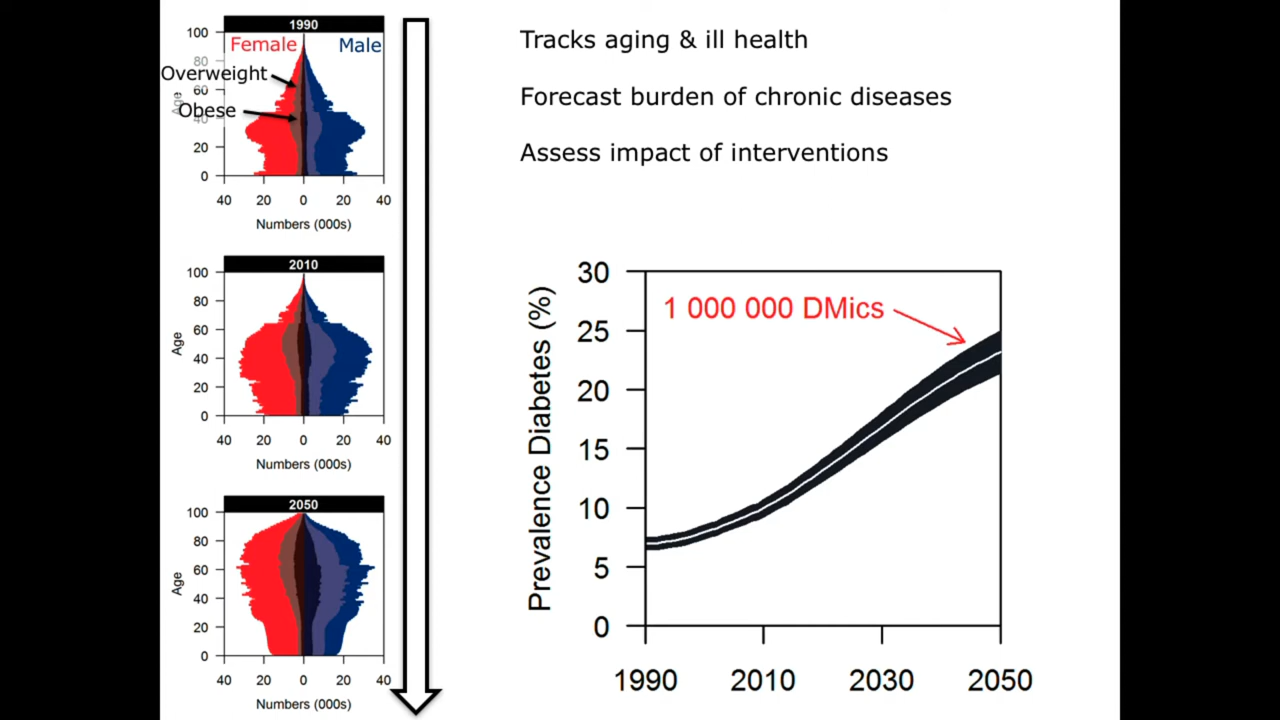 1990
Female Male
Overweight
Obese
100
80
60
40
20
0
Age
40 20 0 20 40
Numbers (000s)
2010
100
80
60
40
20
0
Age
40 20 0 20 40
Numbers (000s)
2050
100
80
60
40
20
0
Age
40 20 0 20 40
Numbers (000s)
Tracks aging & ill health
Forecast burden of chronic diseases
Assess impact of interventions
Prevalence Diabetes (%)
30
25
20
15
10
5
0
1 000 000 DMics
1990 2010 2030 2050